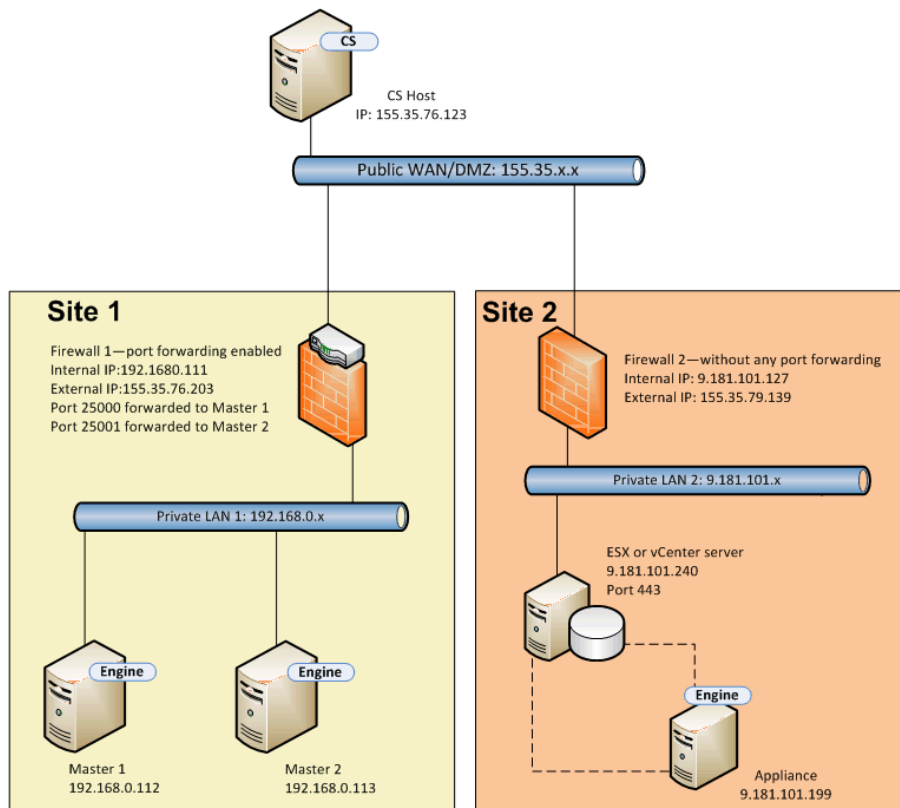 CS
CS Host
IP: 155.35.76.123
Public WAN/DMZ: 155.35.x.x
Site 1
Firewall 1—port forwarding enabled
Internal IP:192.1680.111
External IP:155.35.76.203
Port 25000 forwarded to Master 1
Port 25001 forwarded to Master 2
Private LAN 1: 192.168.0.x
Engine
Master 1
192.168.0.112
Engine
Master 2
192.168.0.113
Site 2
Firewall 2—without any port forwarding
Internal IP: 9.181.101.127
External IP: 155.35.79.139
Private LAN 2: 9.181.101.x
ESX or vCenter server
9.181.101.240
Port 443
Engine
Appliance
9.181.101.199